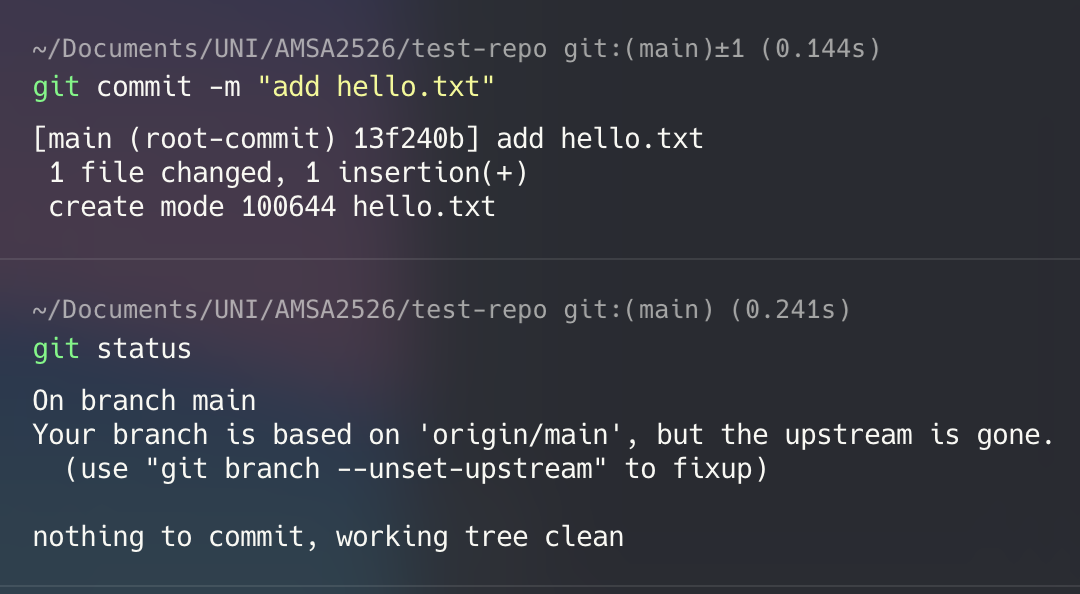 ~/Documents/UNI/AMSA2526/test-repo git:(main)±1 (0.144s)
git commit -m "add hello.txt"
[main (root-commit) 13f240b] add hello.txt
 1 file changed, 1 insertion(+)
 create mode 100644 hello.txt
~/Documents/UNI/AMSA2526/test-repo git:(main) (0.241s)
git status
On branch main
Your branch is based on 'origin/main', but the upstream is gone.
  (use "git branch --unset-upstream" to fixup)
nothing to commit, working tree clean